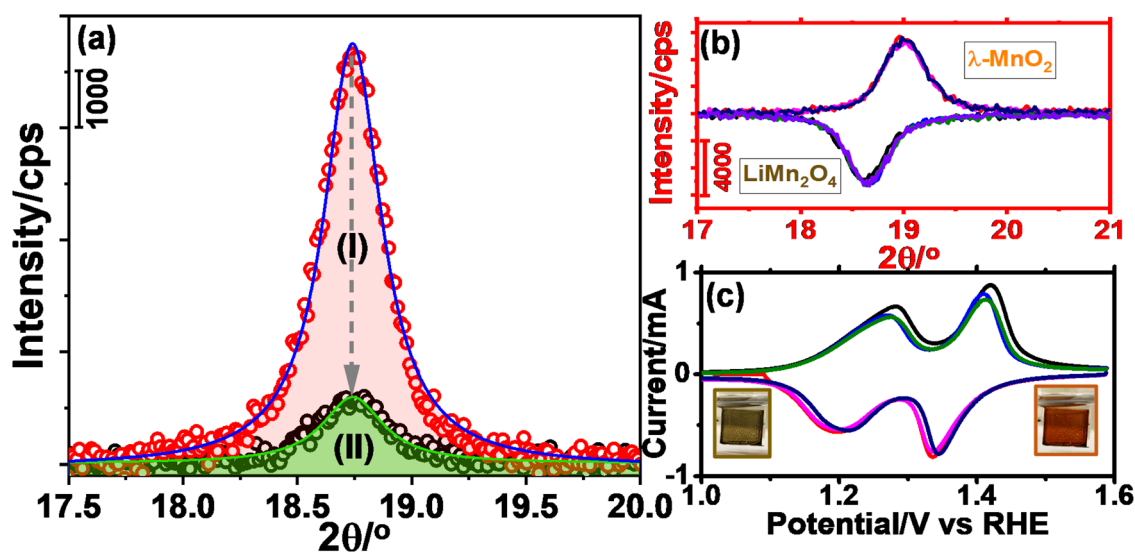 (a)
1000
Intensity/cps
(I)
(II)
17.5 18.0 18.5 19.0 19.5 20.0
2θ/°
(b)
λ-MnO2
Intensity/cps
4000
LiMn2O4
17 18 19 20 21
2θ/°
(c)
1
0
-1
Current/mA
1.0 1.2 1.4 1.6
Potential/V vs RHE